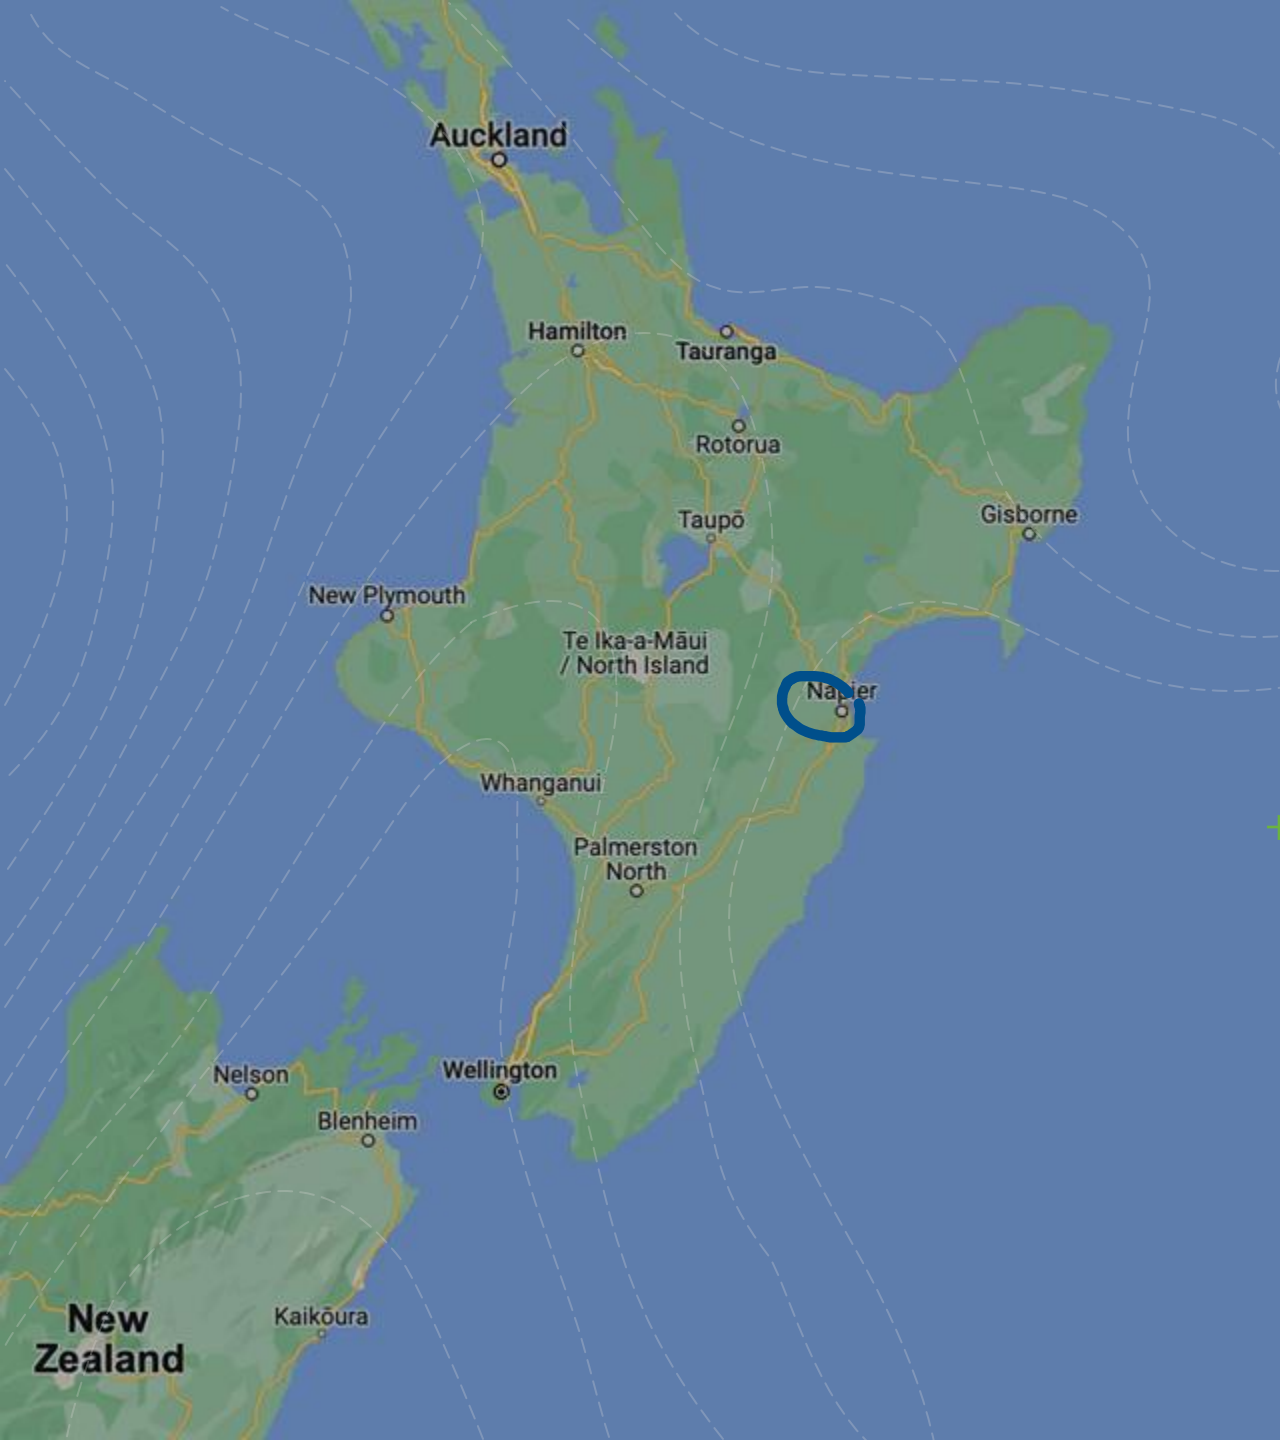 Auckland
Hamilton
Tauranga
Rotorua
Taupō
Gisborne
New Plymouth
Te Ika-a-Māui
/ North Island
Napier
Whanganui
Palmerston
North
Wellington
Nelson
Blenheim
Kaikōura
New
Zealand